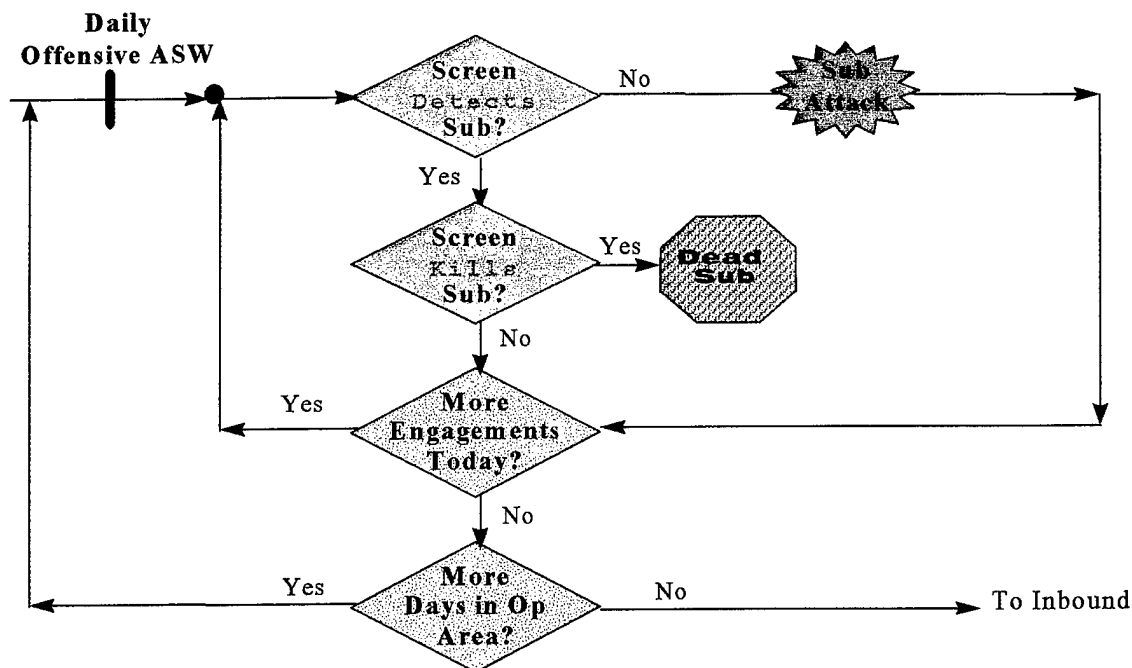 Daily
Offensive ASW
Screen
Detects
Sub?
No
Sub
Attack
Yes
Screen
Kills
Sub?
Yes
Dead
Sub
No
More
Engagements
Today?
Yes
No
More
Days in Op
Area?
Yes
No
To Inbound